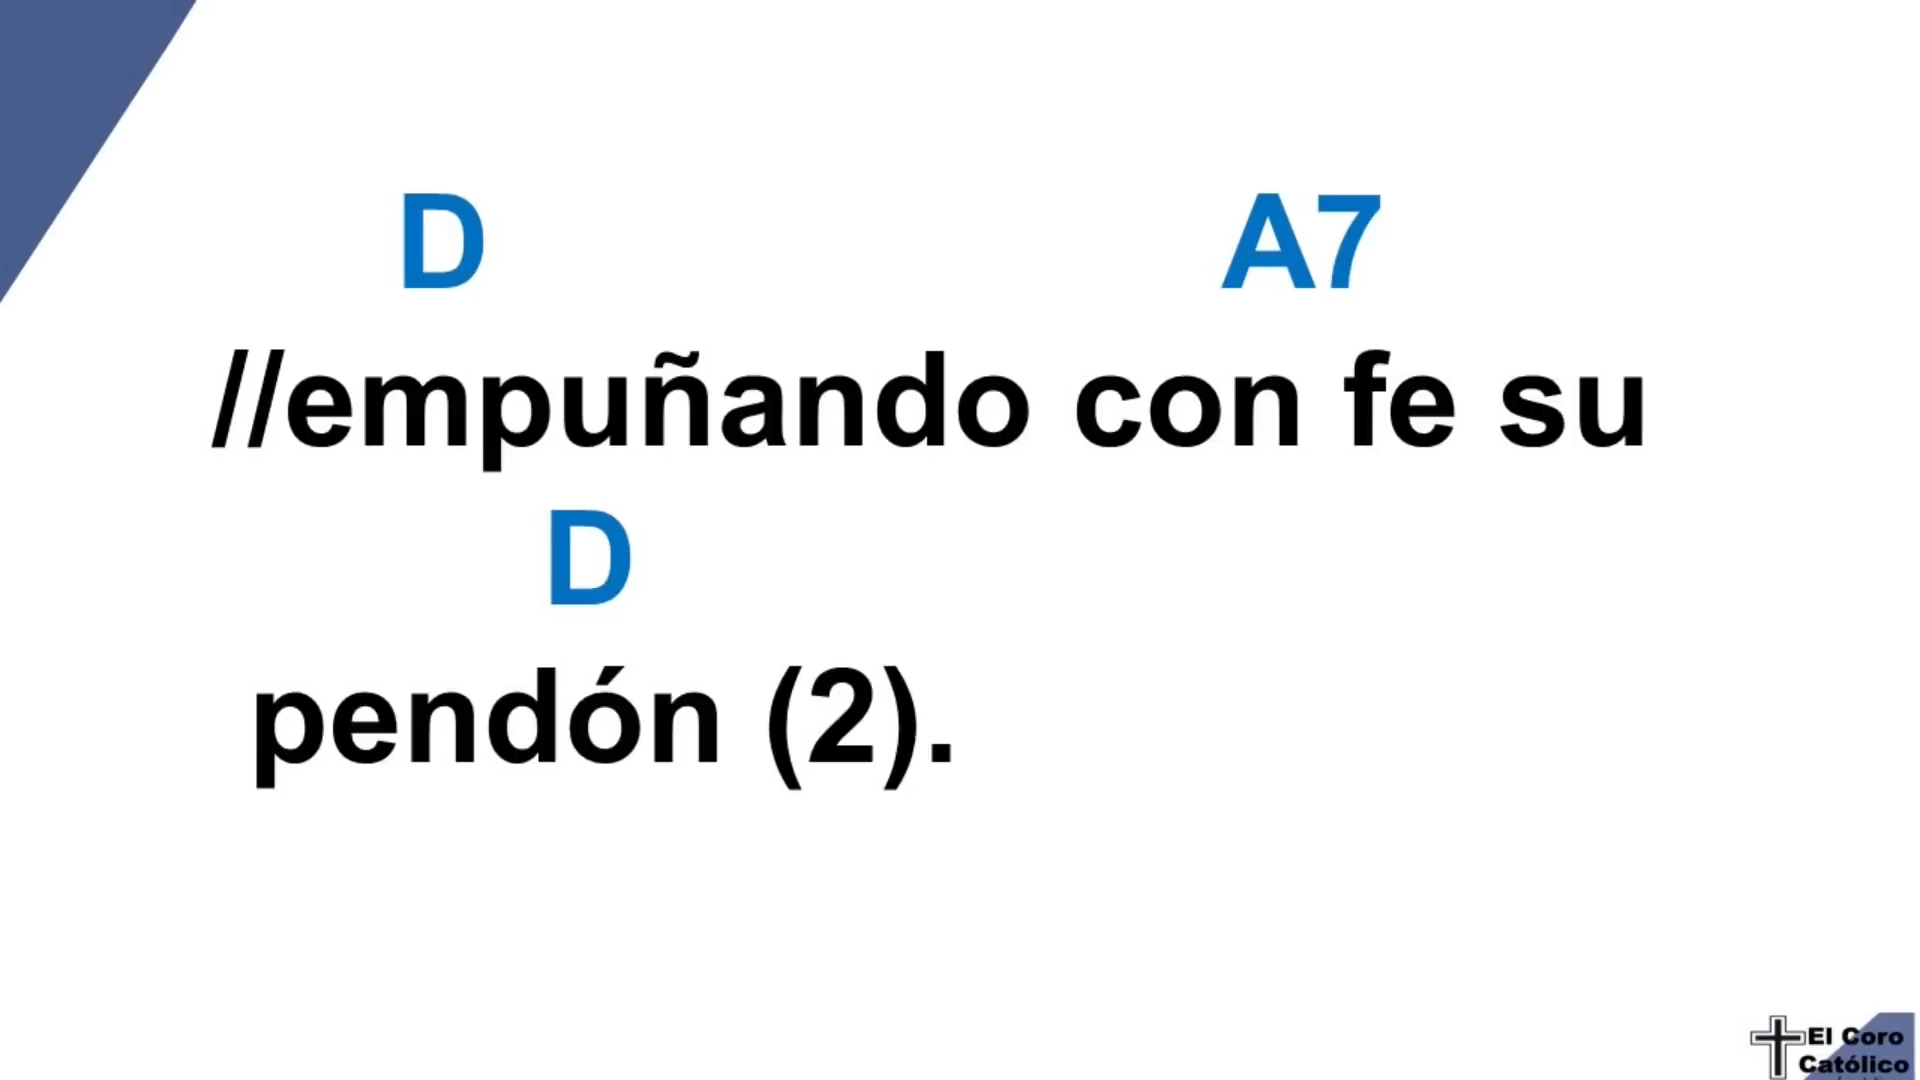 D A7
//empuñando con fe su
D
pendón (2).
El Coro
Católico